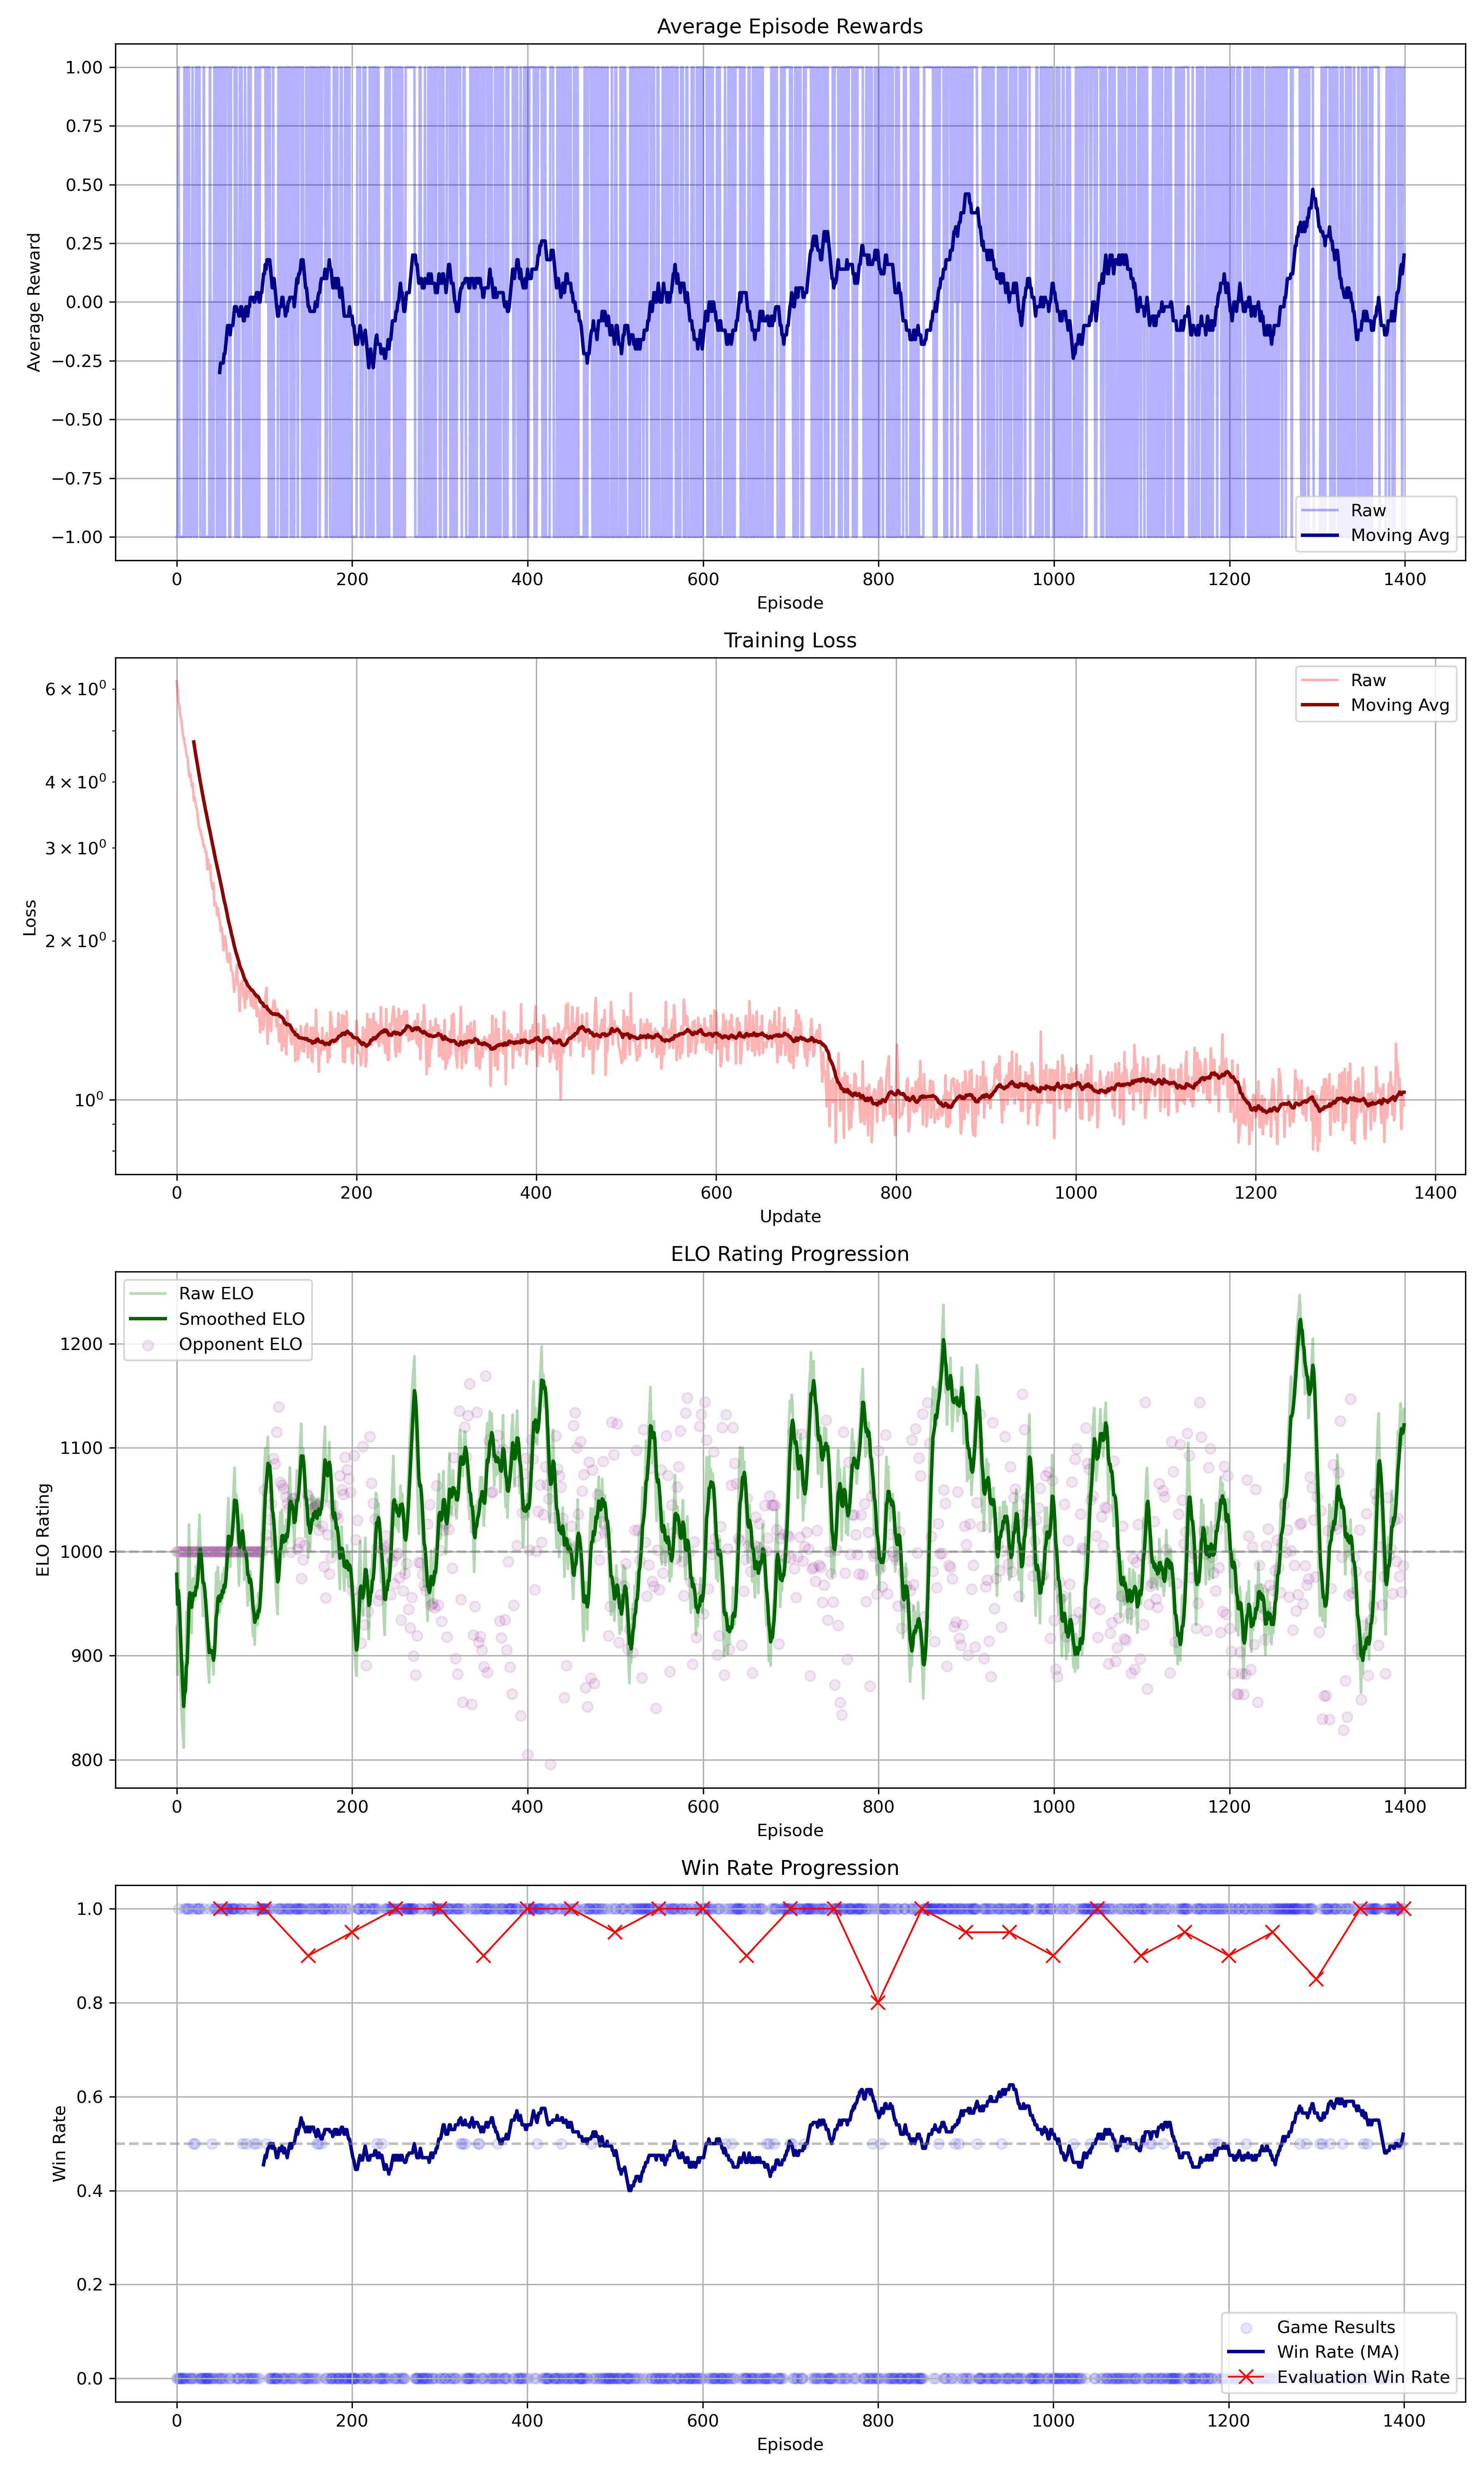 Average Episode Rewards
1.00
0.75
0.50
0.25
0.00
−0.25
−0.50
−0.75
−1.00
Average Reward
Raw
Moving Avg
0 200 400 600 800 1000 1200 1400
Episode
Training Loss
6 × 10⁰
4 × 10⁰
3 × 10⁰
2 × 10⁰
10⁰
Loss
Raw
Moving Avg
0 200 400 600 800 1000 1200 1400
Update
ELO Rating Progression
Raw ELO
Smoothed ELO
Opponent ELO
1200
1100
1000
900
800
ELO Rating
0 200 400 600 800 1000 1200 1400
Episode
Win Rate Progression
1.0
0.8
0.6
0.4
0.2
0.0
Win Rate
Game Results
Win Rate (MA)
Evaluation Win Rate
0 200 400 600 800 1000 1200 1400
Episode